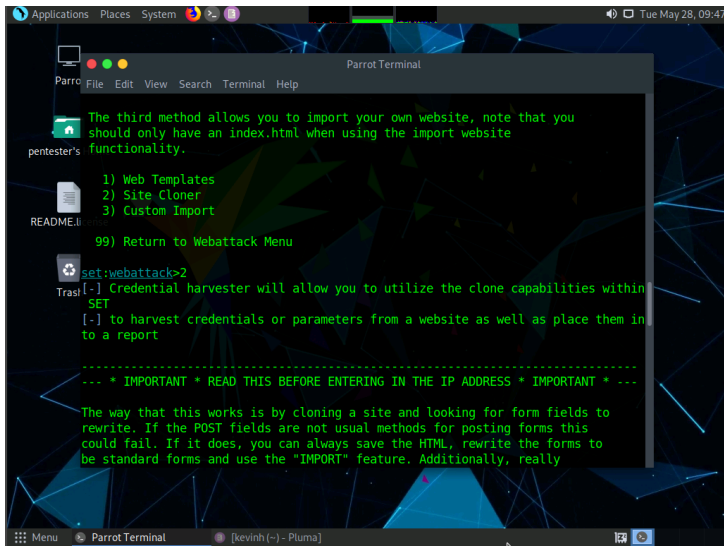 Applications Places System
Tue May 28, 09:47
Parrot Terminal
File Edit View Search Terminal Help
Parro
pentester's
README.li
Trash
The third method allows you to import your own website, note that you
should only have an index.html when using the import website
functionality.
1) Web Templates
2) Site Cloner
3) Custom Import
99) Return to Webattack Menu
set:webattack>2
[-] Credential harvester will allow you to utilize the clone capabilities within
SET
[-] to harvest credentials or parameters from a website as well as place them in
to a report
-------------------------------------------------------------------------------
--- * IMPORTANT * READ THIS BEFORE ENTERING IN THE IP ADDRESS * IMPORTANT * ---
The way that this works is by cloning a site and looking for form fields to
rewrite. If the POST fields are not usual methods for posting forms this
could fail. If it does, you can always save the HTML, rewrite the forms to
be standard forms and use the "IMPORT" feature. Additionally, really
Menu Parrot Terminal [kevinh (~) - Pluma]